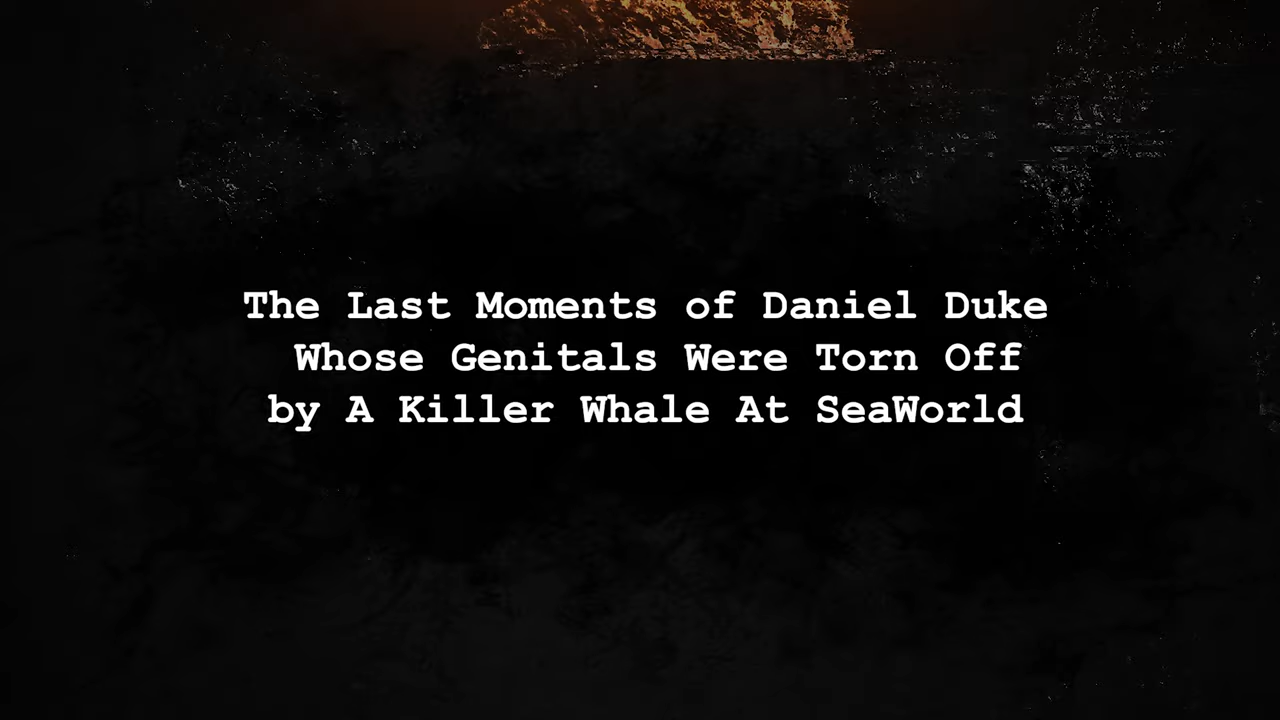 The Last Moments of Daniel Duke
Whose Genitals Were Torn Off
by A Killer Whale At SeaWorld